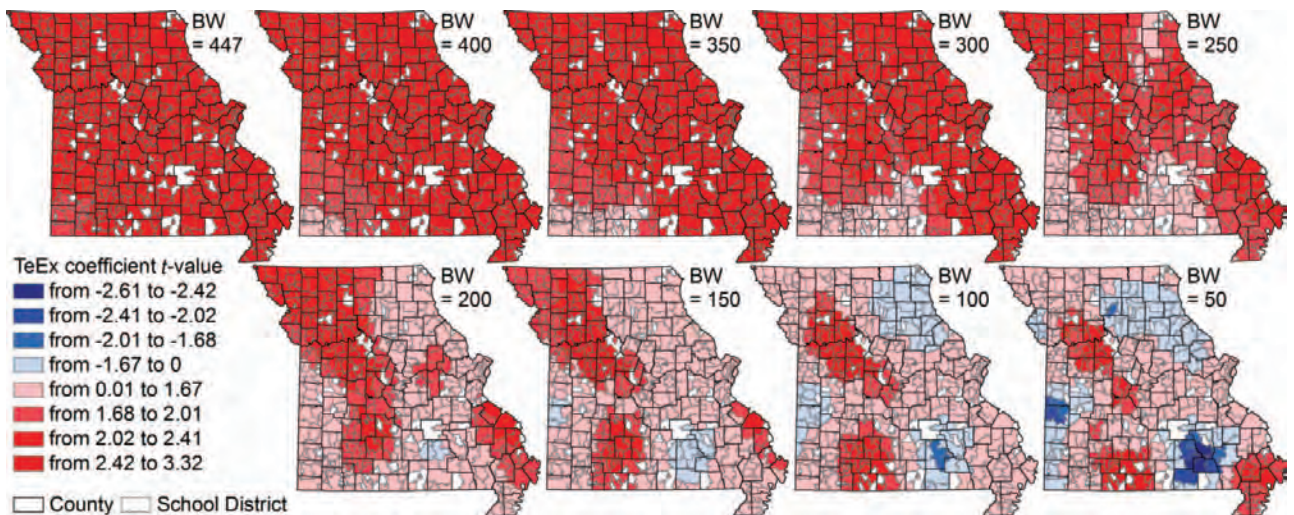 BW
= 447
BW
= 400
BW
= 350
BW
= 300
BW
= 250
TeEx coefficient t-value
from -2.61 to -2.42
from -2.41 to -2.02
from -2.01 to -1.68
from -1.67 to 0
from 0.01 to 1.67
from 1.68 to 2.01
from 2.02 to 2.41
from 2.42 to 3.32
County
School District
BW
= 200
BW
= 150
BW
= 100
BW
= 50